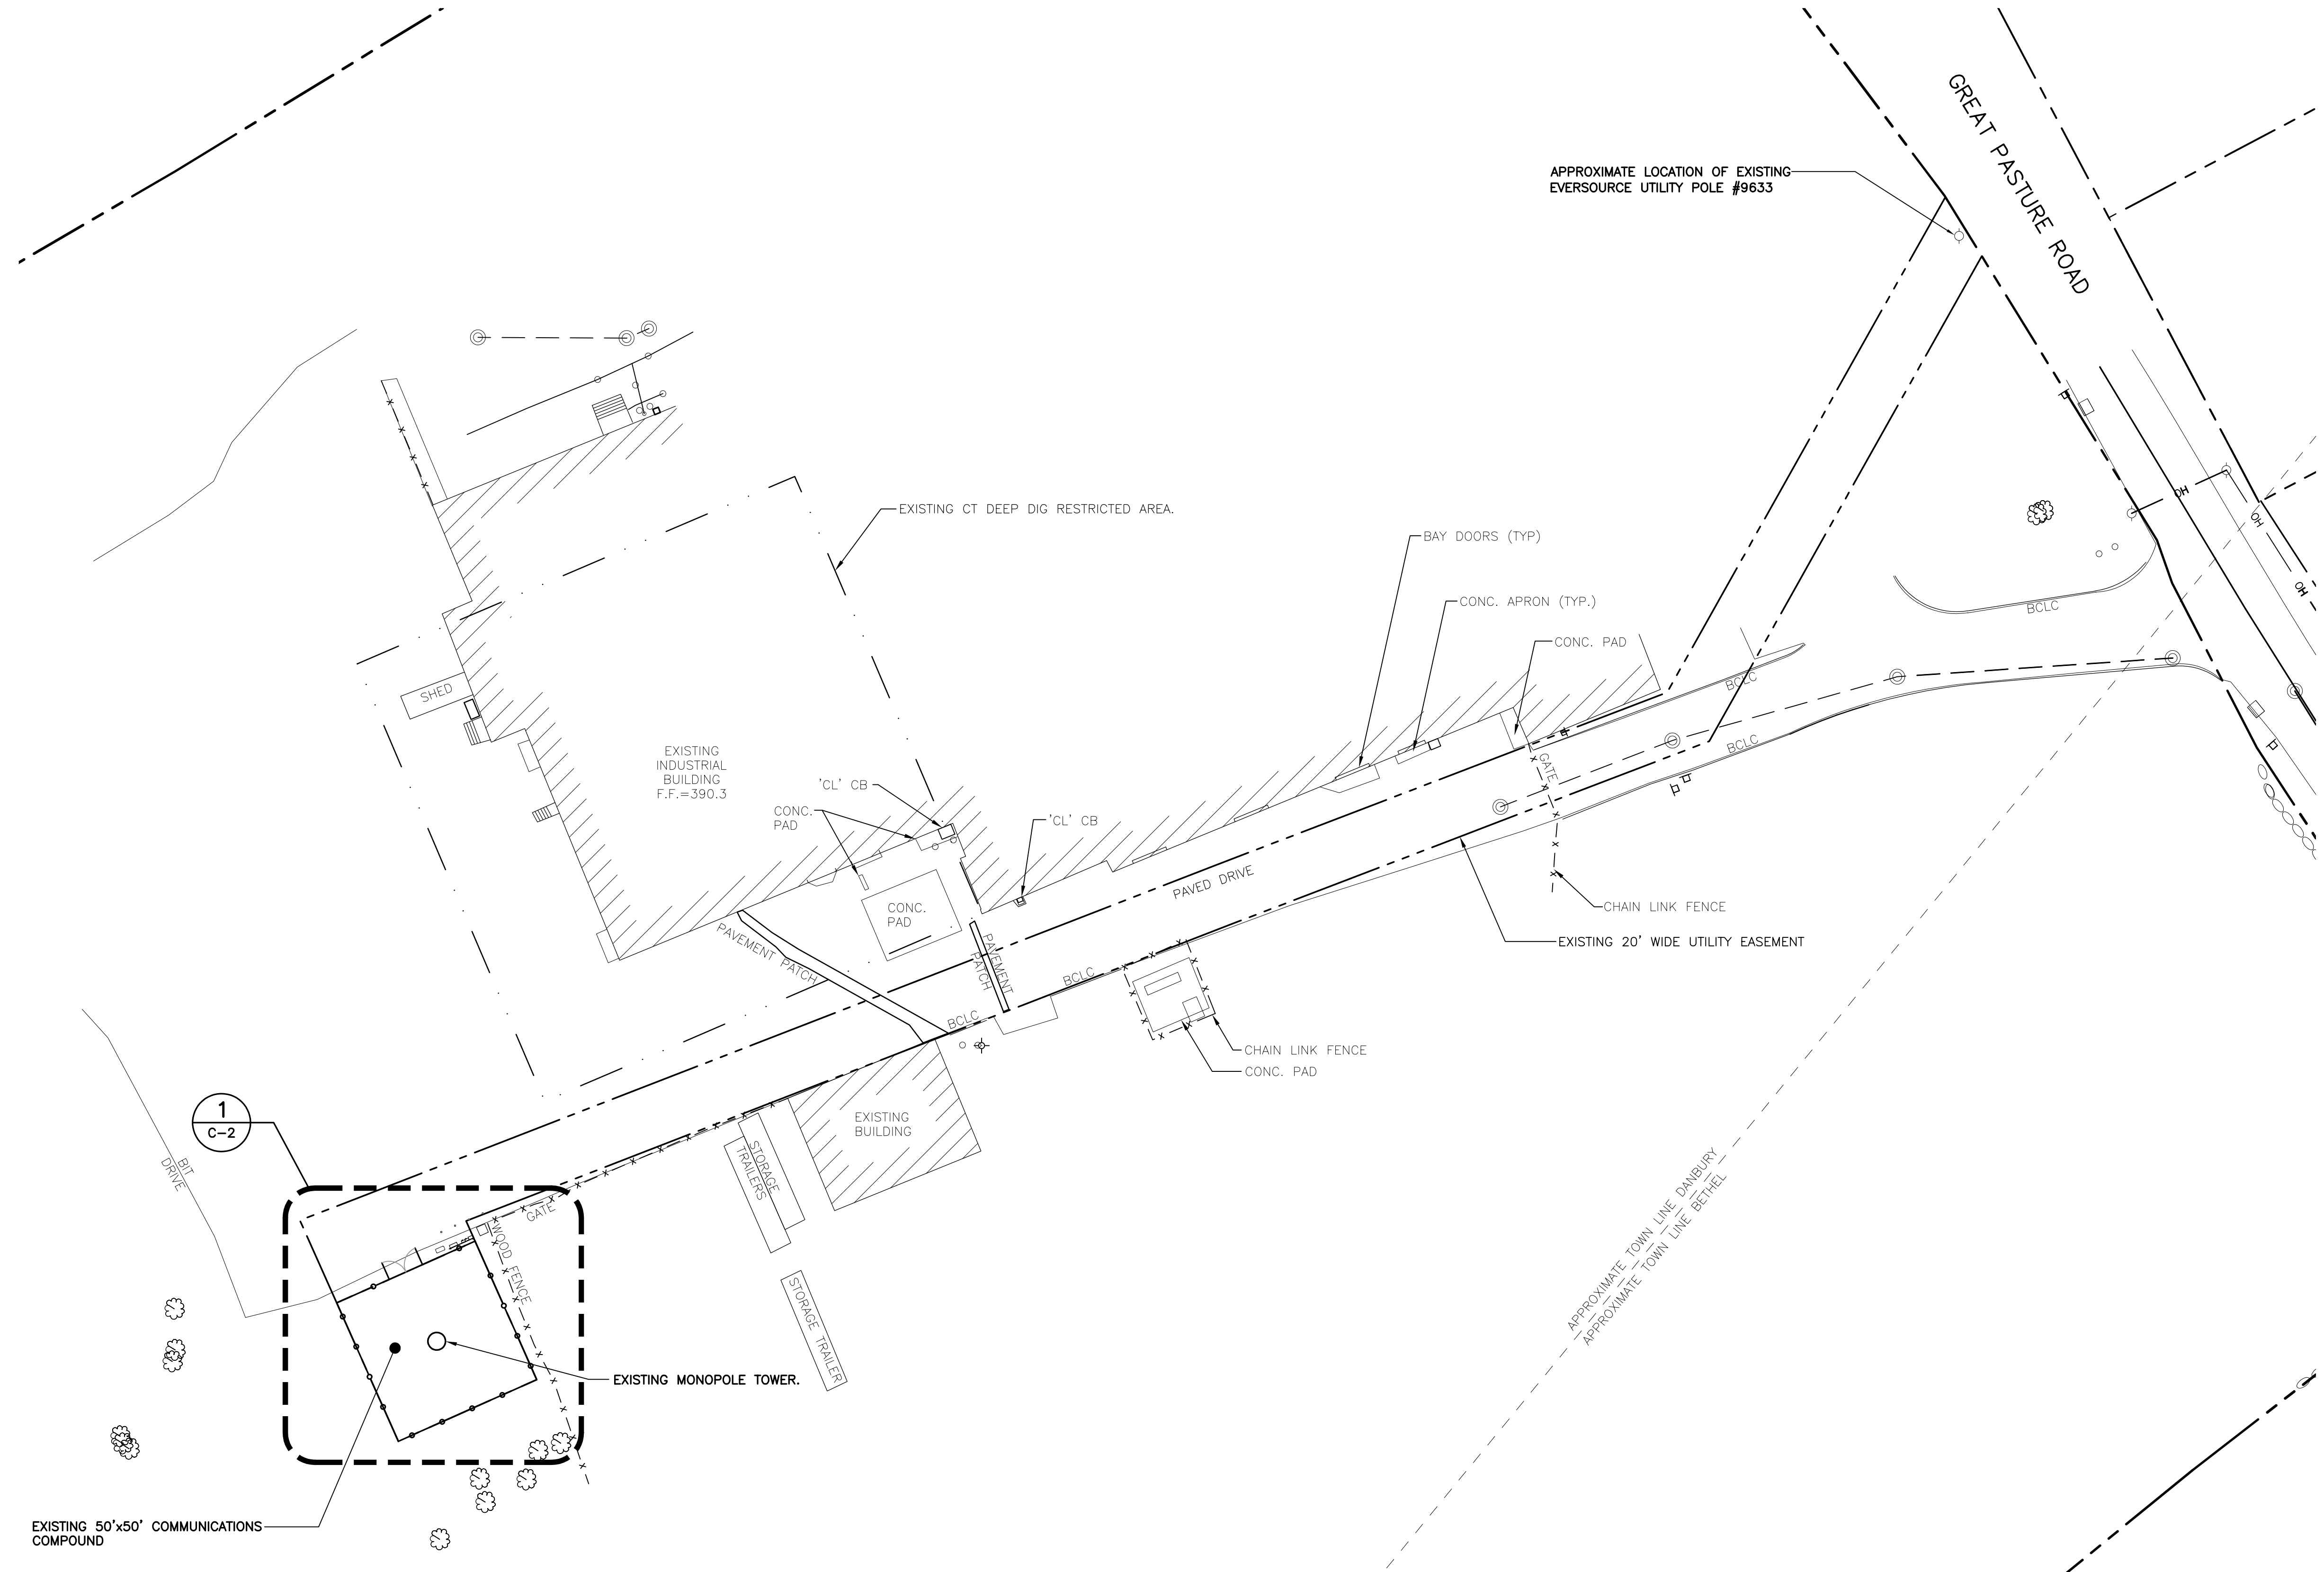 GREAT PASTURE ROAD
APPROXIMATE LOCATION OF EXISTING
EVERSOURCE UTILITY POLE #9633
OH
OH
OH
EXISTING CT DEEP DIG RESTRICTED AREA.
BAY DOORS (TYP)
CONC. APRON (TYP.)
CONC. PAD
BCLC
BCLC
BCLC
SHED
EXISTING
INDUSTRIAL
BUILDING
F.F.=390.3
'CL' CB
CONC.
PAD
'CL' CB
GATE
CONC.
PAD
PAVED DRIVE
CHAIN LINK FENCE
EXISTING 20' WIDE UTILITY EASEMENT
PAVEMENT PATCH
PAVEMENT
PATCH
BCLC
BCLC
CHAIN LINK FENCE
CONC. PAD
EXISTING
BUILDING
1
C-2
BIT
DRIVE
STORAGE
TRAILERS
GATE
WOOD FENCE
STORAGE TRAILER
APPROXIMATE TOWN LINE DANBURY
APPROXIMATE TOWN LINE BETHEL
EXISTING MONOPOLE TOWER.
EXISTING 50'x50' COMMUNICATIONS
COMPOUND